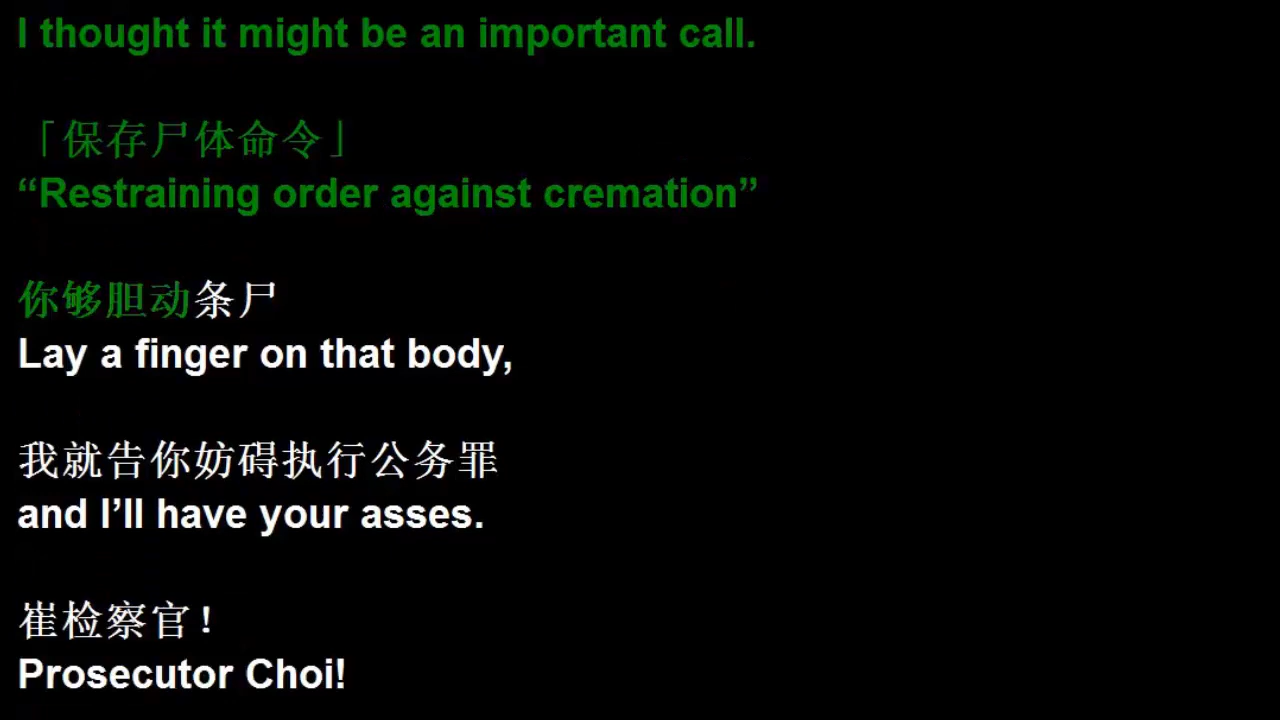 I thought it might be an important call.
「保存尸体命令」
“Restraining order against cremation”
你够胆动条尸
Lay a finger on that body,
我就告你妨碍执行公务罪
and I’ll have your asses.
崔检察官！
Prosecutor Choi!